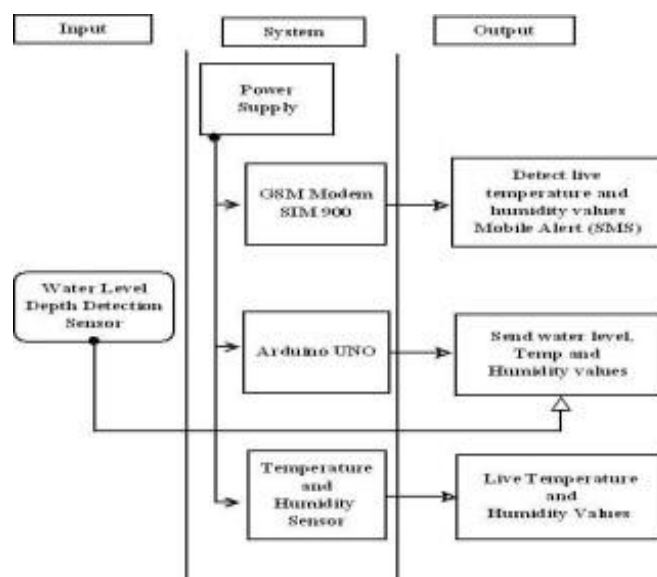 Input
System
Output
Power
Supply
GSM Modem
SIM 900
Detect live
temperature and
humidity values
Mobile Alert (SMS)
Water Level
Depth Detection
Sensor
Arduino UNO
Send water level,
Temp and
Humidity values
Temperature
and
Humidity
Sensor
Live Temperature
and
Humidity Values